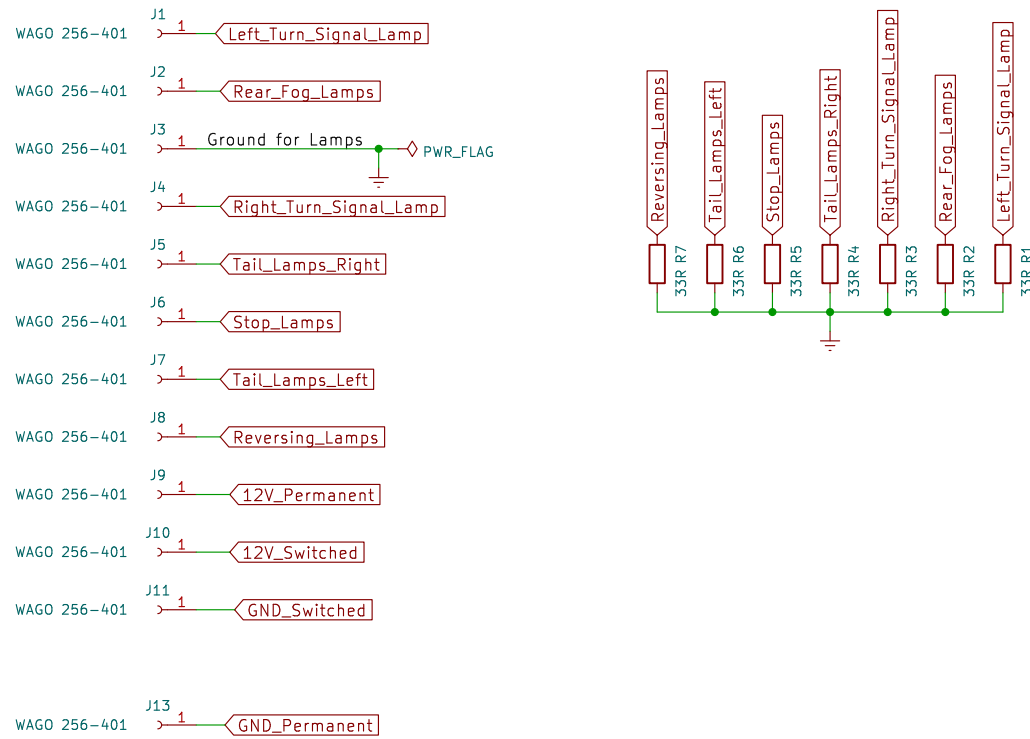 J1
WAGO 256-401 1 Left_Turn_Signal_Lamp
J2
WAGO 256-401 1 Rear_Fog_Lamps
J3
WAGO 256-401 1 Ground for Lamps PWR_FLAG
J4
WAGO 256-401 1 Right_Turn_Signal_Lamp
J5
WAGO 256-401 1 Tail_Lamps_Right
J6
WAGO 256-401 1 Stop_Lamps
J7
WAGO 256-401 1 Tail_Lamps_Left
J8
WAGO 256-401 1 Reversing_Lamps
J9
WAGO 256-401 1 12V_Permanent
J10
WAGO 256-401 1 12V_Switched
J11
WAGO 256-401 1 GND_Switched
J13
WAGO 256-401 1 GND_Permanent
Reversing_Lamps
33R R7
Tail_Lamps_Left
33R R6
Stop_Lamps
33R R5
Tail_Lamps_Right
33R R4
Right_Turn_Signal_Lamp
33R R3
Rear_Fog_Lamps
33R R2
Left_Turn_Signal_Lamp
33R R1